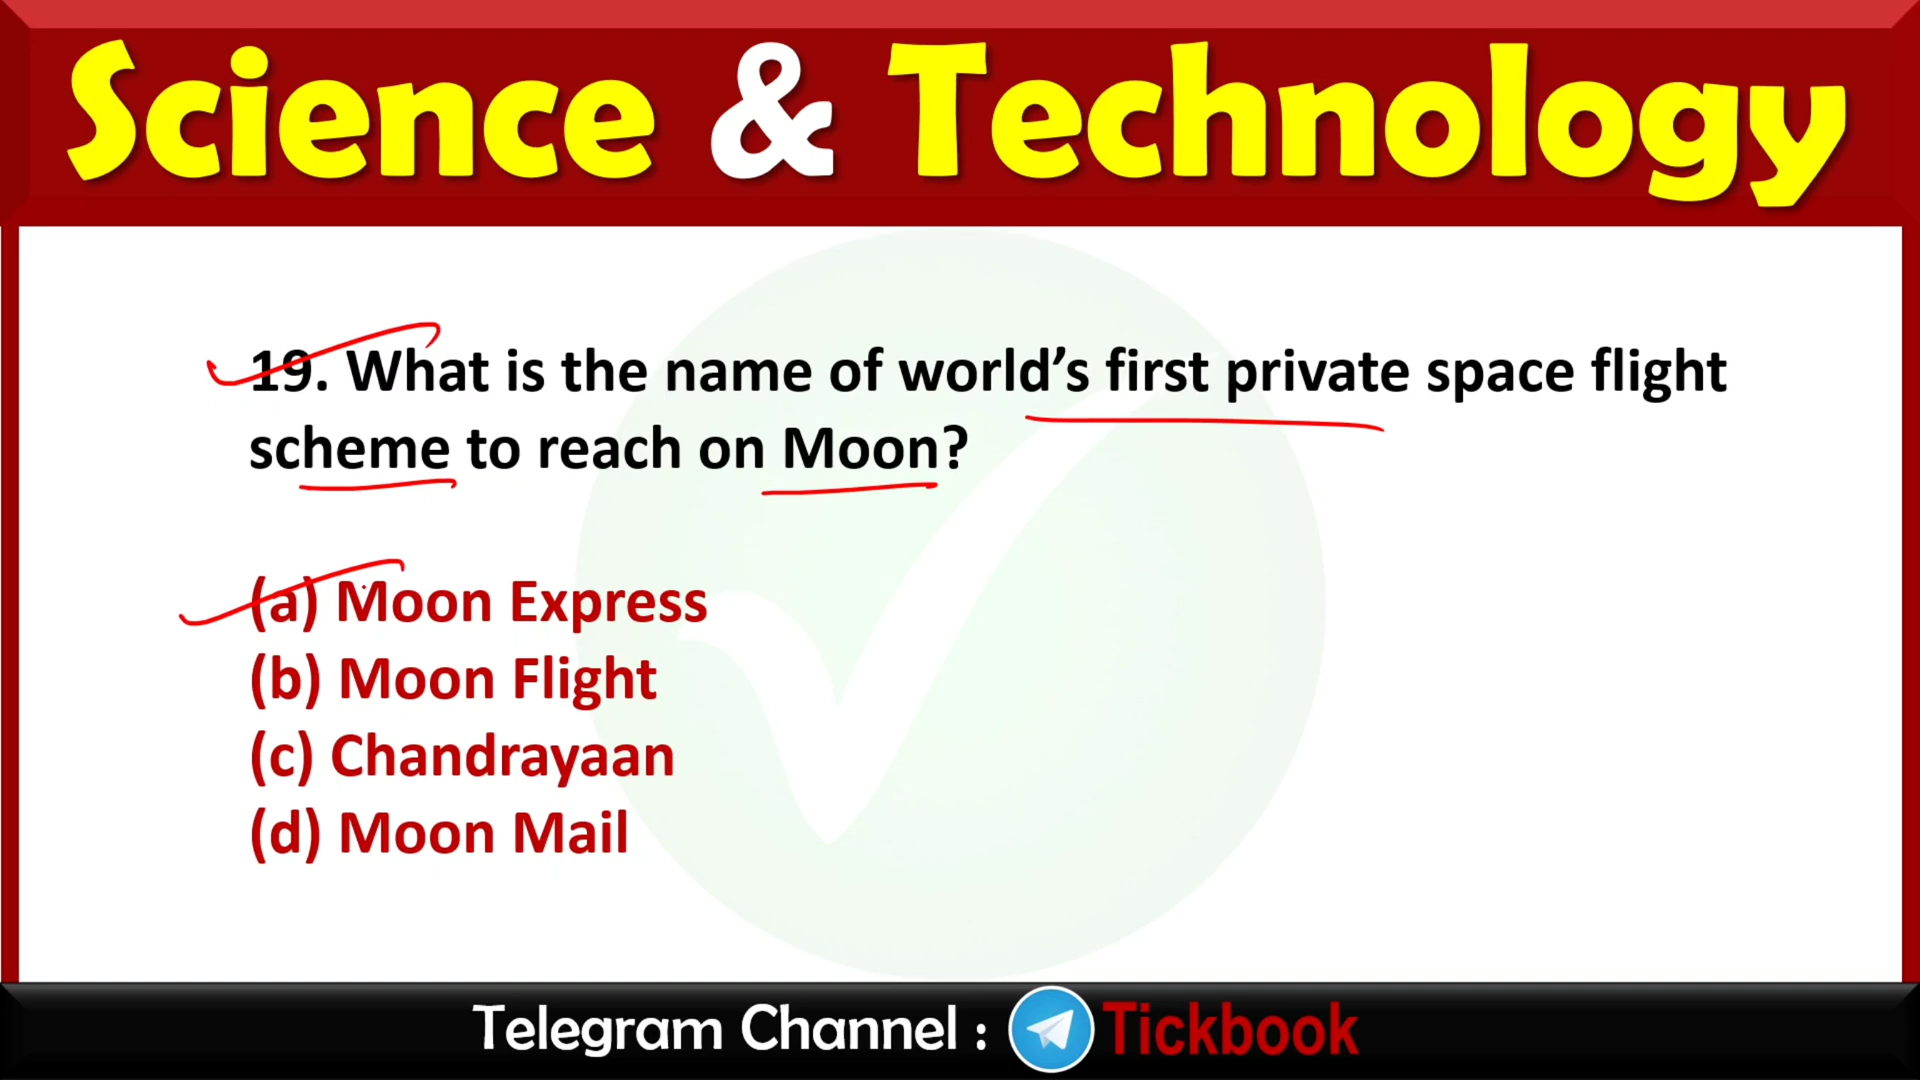 Science & Technology
19. What is the name of world’s first private space flight
scheme to reach on Moon?
(a) Moon Express
(b) Moon Flight
(c) Chandrayaan
(d) Moon Mail
Telegram Channel : Tickbook